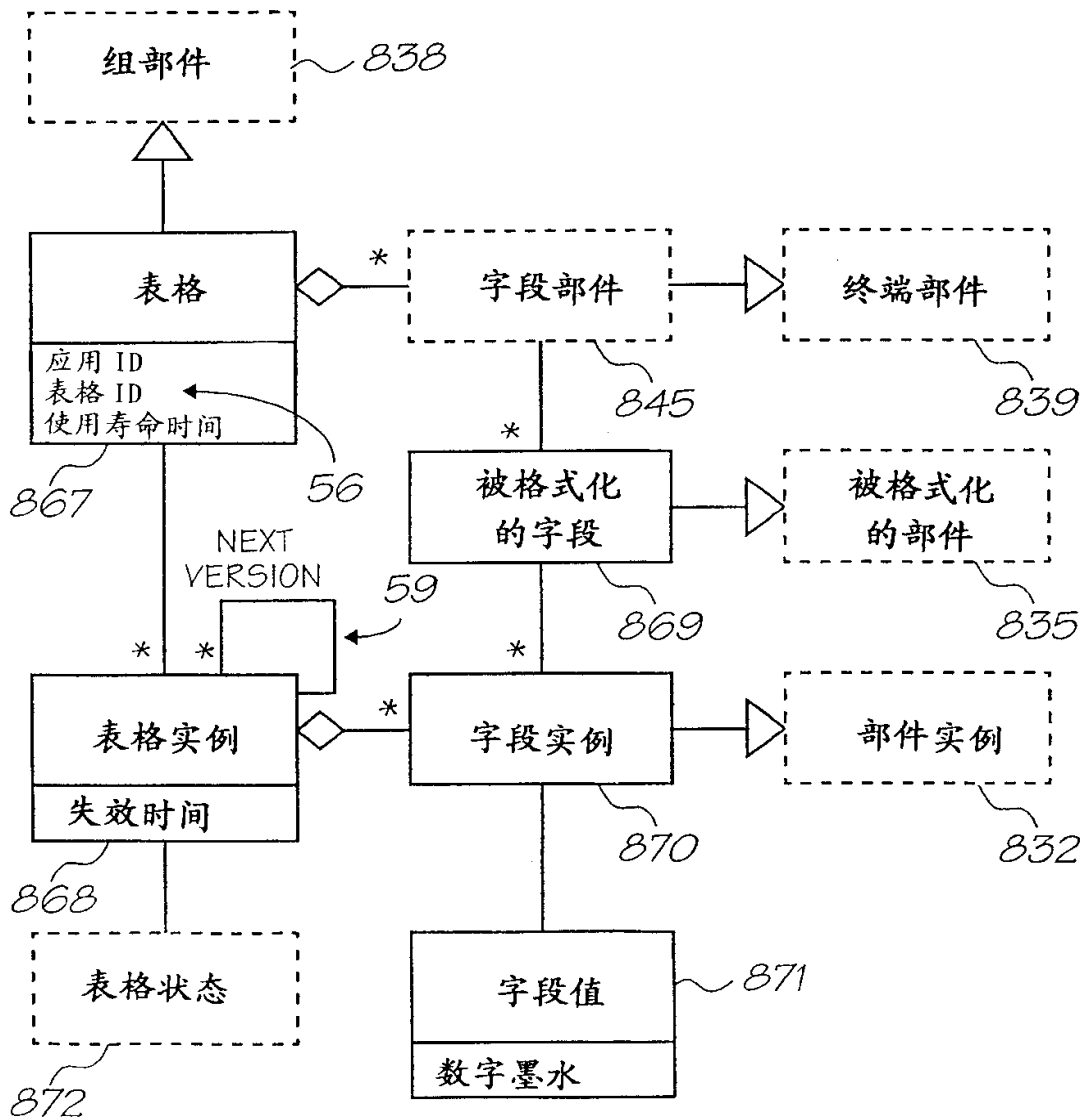 组部件
838
表格
*
字段部件
终端部件
应用 ID
表格 ID
使用寿命时间
867
56
845
839
*
被格式化
的字段
被格式化
的部件
NEXT
VERSION
59
869
835
*
*
*
表格实例
*
字段实例
部件实例
失效时间
868
870
832
表格状态
872
字段值
871
数字墨水